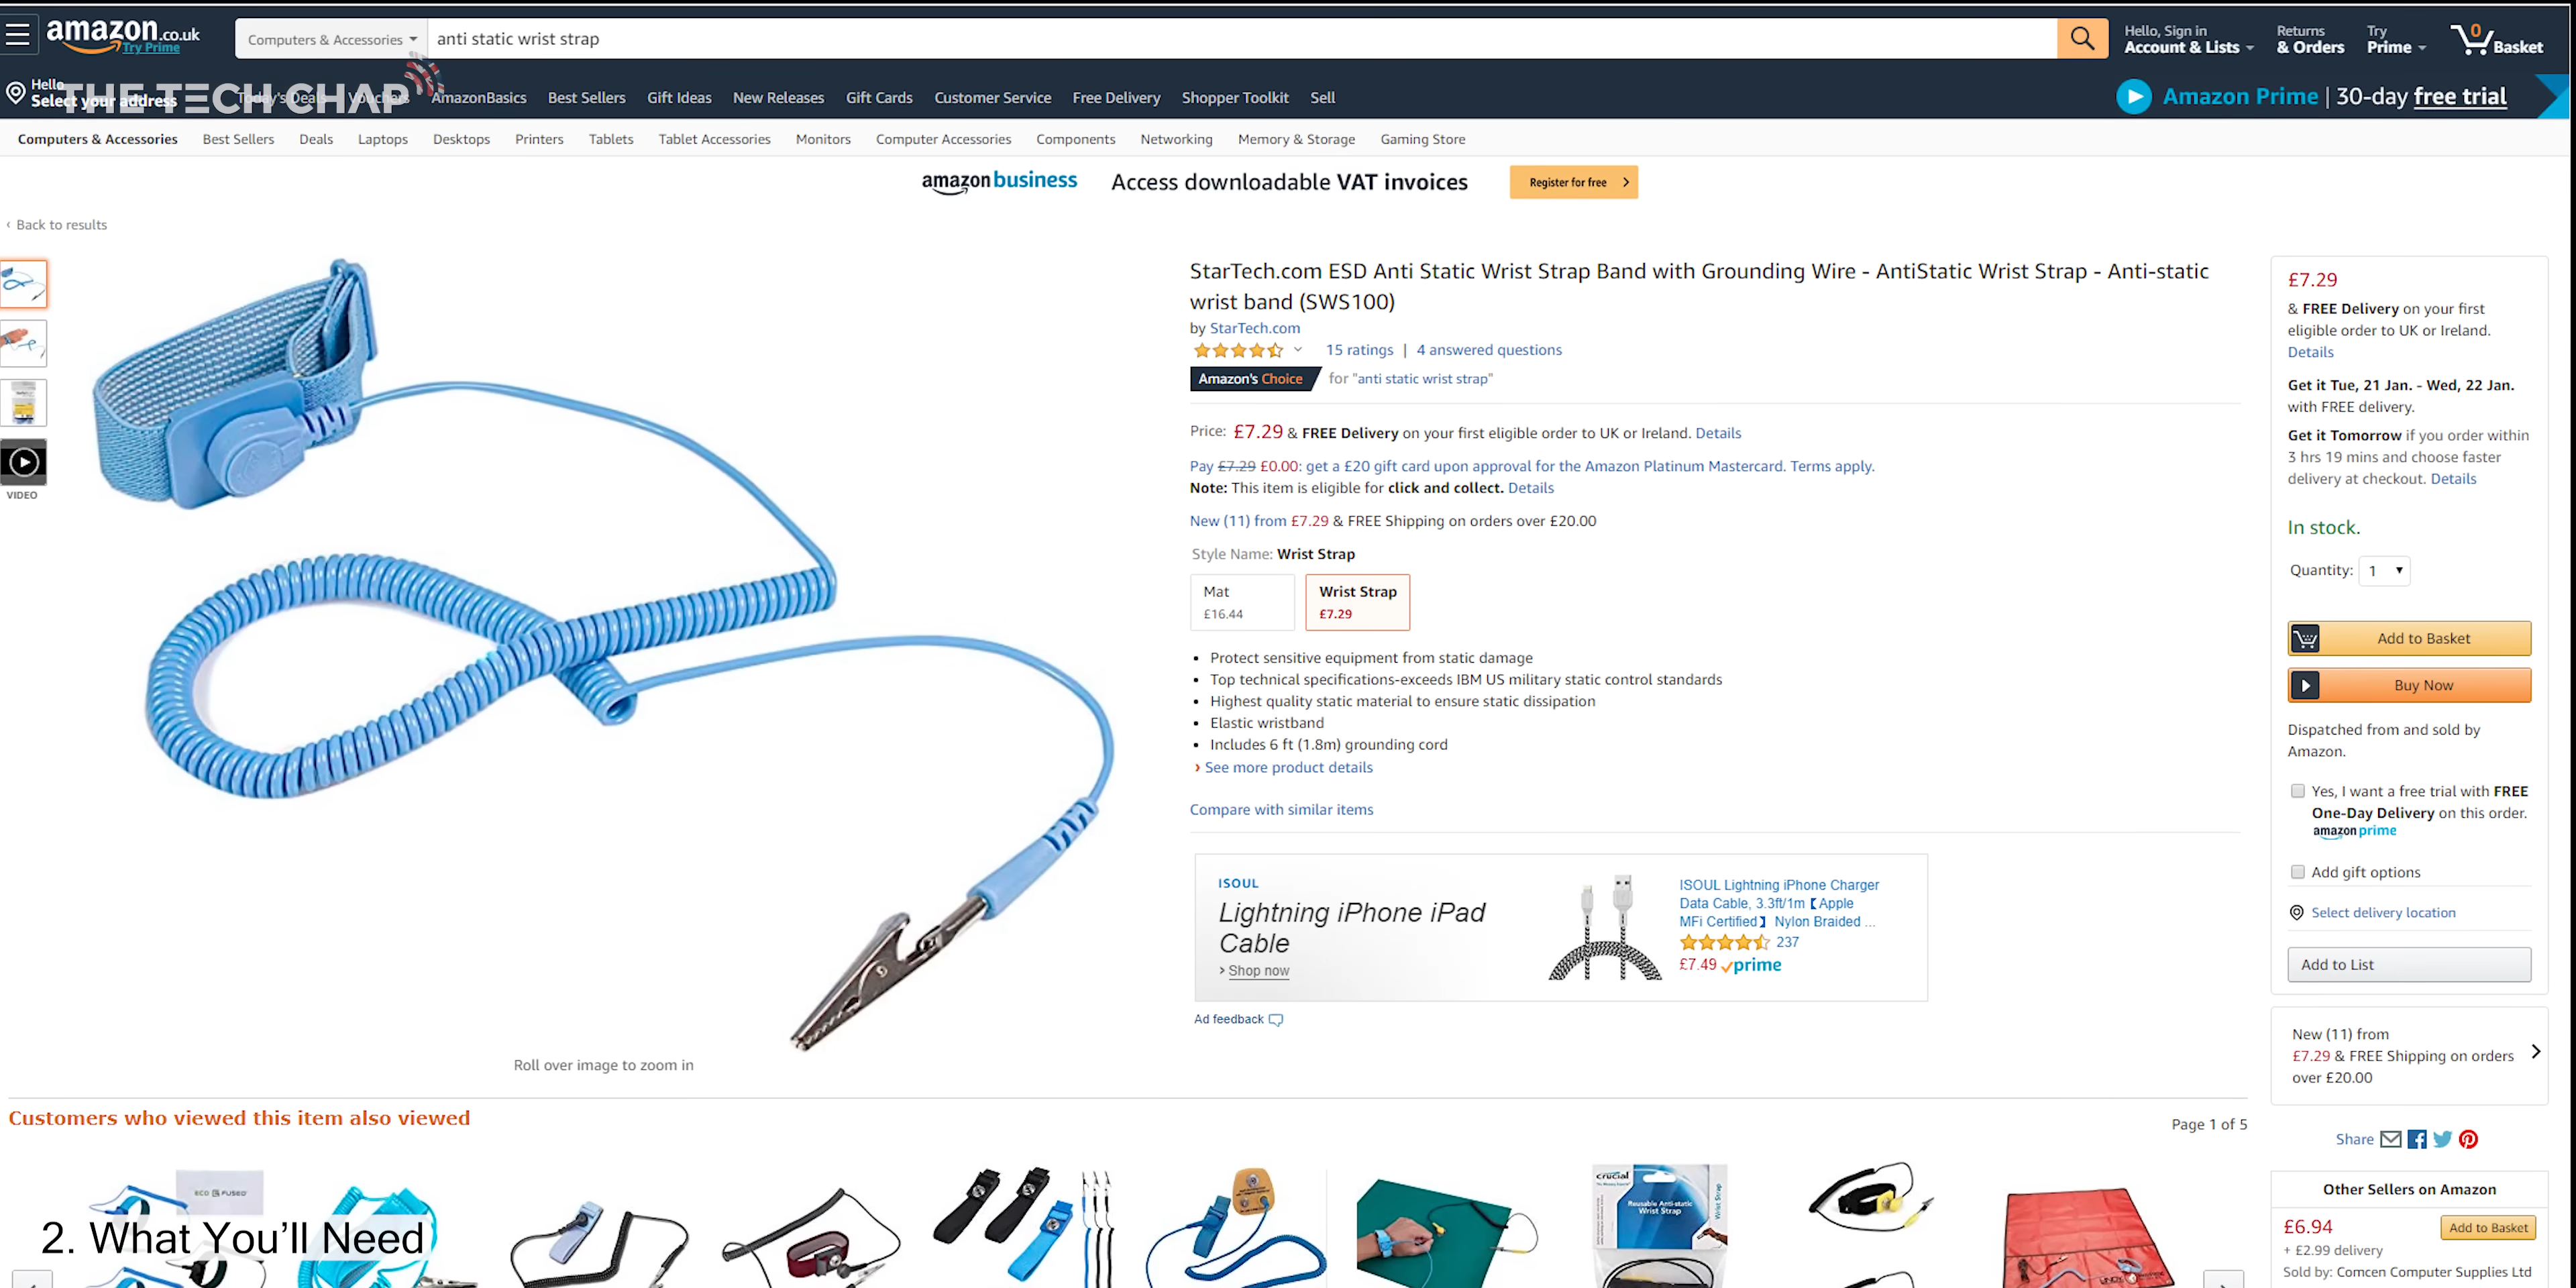 amazon.co.uk
Try Prime
Computers & Accessories
anti static wrist strap
Hello, Sign in
Account & Lists
Returns
& Orders
Try
Prime
0
Basket
Hello
Select your address
THE TECH CHAP
Today's Deals
Vouchers
AmazonBasics
Best Sellers
Gift Ideas
New Releases
Gift Cards
Customer Service
Free Delivery
Shopper Toolkit
Sell
Amazon Prime | 30-day free trial
Computers & Accessories
Best Sellers
Deals
Laptops
Desktops
Printers
Tablets
Tablet Accessories
Monitors
Computer Accessories
Components
Networking
Memory & Storage
Gaming Store
amazon business
Access downloadable VAT invoices
Register for free
‹ Back to results
VIDEO
Roll over image to zoom in
StarTech.com ESD Anti Static Wrist Strap Band with Grounding Wire - AntiStatic Wrist Strap - Anti-static
wrist band (SWS100)
by StarTech.com
15 ratings | 4 answered questions
Amazon's Choice for "anti static wrist strap"
Price: £7.29 & FREE Delivery on your first eligible order to UK or Ireland. Details
Pay £7.29 £0.00: get a £20 gift card upon approval for the Amazon Platinum Mastercard. Terms apply.
Note: This item is eligible for click and collect. Details
New (11) from £7.29 & FREE Shipping on orders over £20.00
Style Name: Wrist Strap
Mat
£16.44
Wrist Strap
£7.29
• Protect sensitive equipment from static damage
• Top technical specifications-exceeds IBM US military static control standards
• Highest quality static material to ensure static dissipation
• Elastic wristband
• Includes 6 ft (1.8m) grounding cord
› See more product details
Compare with similar items
ISOUL
Lightning iPhone iPad
Cable
› Shop now
ISOUL Lightning iPhone Charger
Data Cable, 3.3ft/1m【Apple
MFi Certified】 Nylon Braided ...
237
£7.49 prime
Ad feedback
£7.29
& FREE Delivery on your first
eligible order to UK or Ireland.
Details
Get it Tue, 21 Jan. - Wed, 22 Jan.
with FREE delivery.
Get it Tomorrow if you order within
3 hrs 19 mins and choose faster
delivery at checkout. Details
In stock.
Quantity: 1
Add to Basket
Buy Now
Dispatched from and sold by
Amazon.
Yes, I want a free trial with FREE
One-Day Delivery on this order.
amazon prime
Add gift options
Select delivery location
Add to List
New (11) from
£7.29 & FREE Shipping on orders
over £20.00
Share
Other Sellers on Amazon
£6.94
Add to Basket
+ £2.99 delivery
Sold by: Comcen Computer Supplies Ltd
Customers who viewed this item also viewed
Page 1 of 5
ECO FUSED
crucial
Reusable Anti-static
Wrist Strap
Wrist Strap
2. What You'll Need